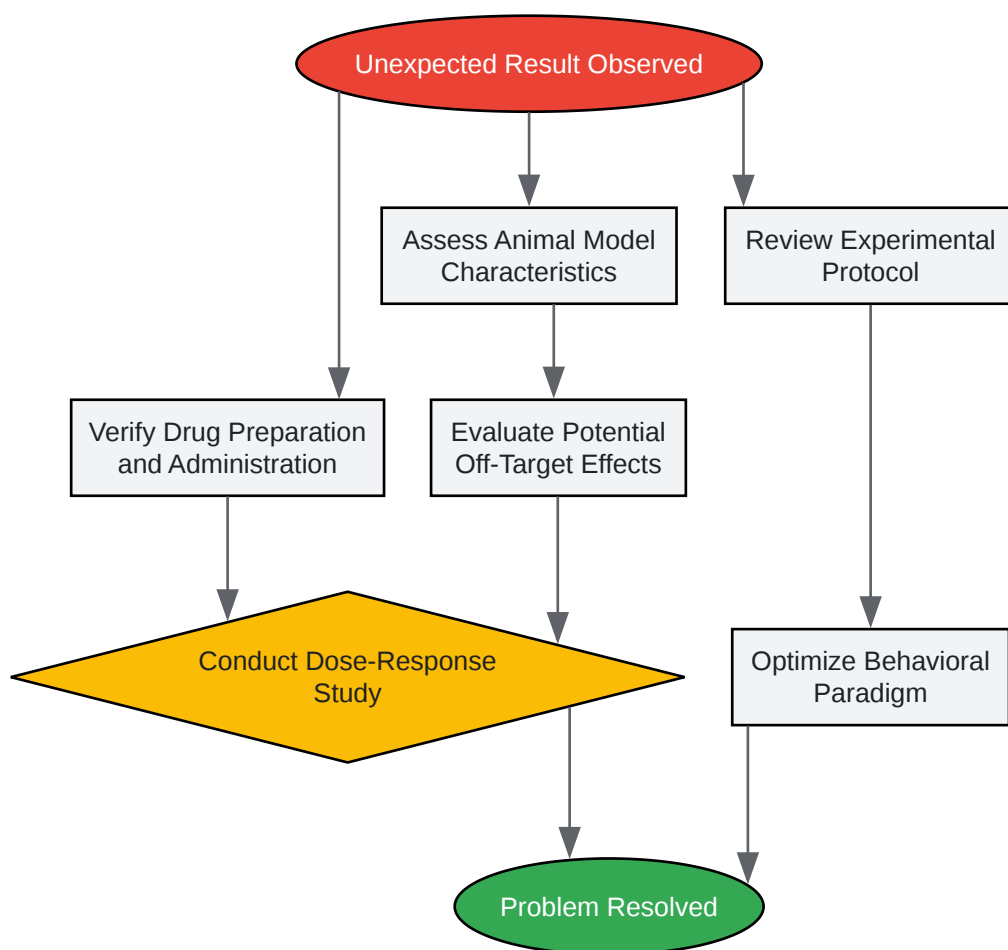 Unexpected Result Observed
Assess Animal Model
Characteristics
Review Experimental
Protocol
Verify Drug Preparation
and Administration
Evaluate Potential
Off-Target Effects
Conduct Dose-Response
Study
Optimize Behavioral
Paradigm
Problem Resolved